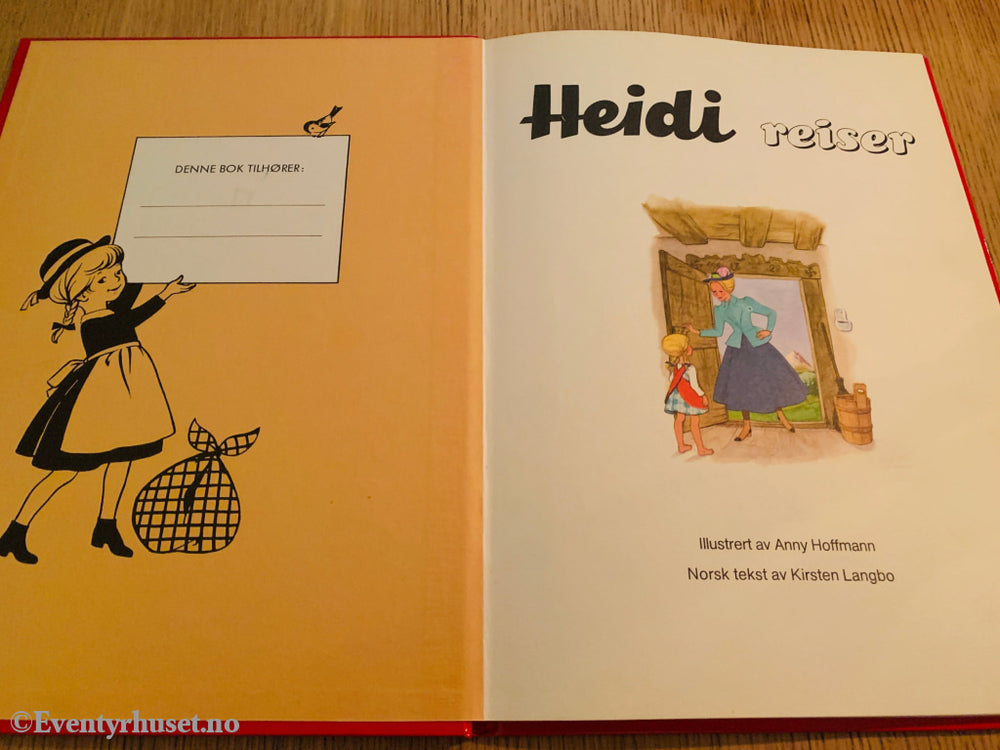 DENNE BOK TILHØRER:
Heidi reiser
Illustrert av Anny Hoffmann
Norsk tekst av Kirsten Langbo
©Eventyrhuset.no